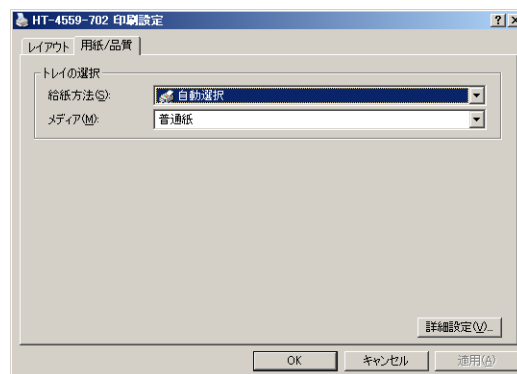 HT-4559-702 印刷設定
レイアウト 用紙/品質
トレイの選択
給紙方法(S): 自動選択
メディア(M): 普通紙
詳細設定(V)...
OK キャンセル 適用(A)